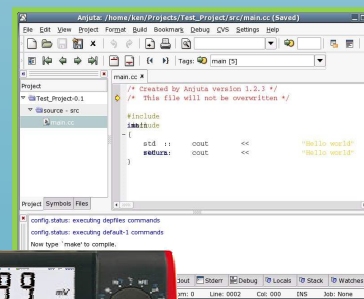 Anjuta: /home/ken/Projects/Test_Project/src/main.cc (Saved)
File Edit View Project Format Build Bookmark Debug CVS Settings Help
Tags: main [5]
main.cc
Project
Test_Project-0.1
source - src
main.cc
/* Created by Anjuta version 1.2.3 */
/* This file will not be overwritten */
#include
{
std :: cout << "Hello world"
cout << "Hello world"
}
Project Symbols Files
config.status: executing depfiles commands
config.status: executing default-1 commands
Now type `make' to compile.
Stderr Debug Locals Stack Watches
Line: 0002 Col: 000 INS Job: None
mV